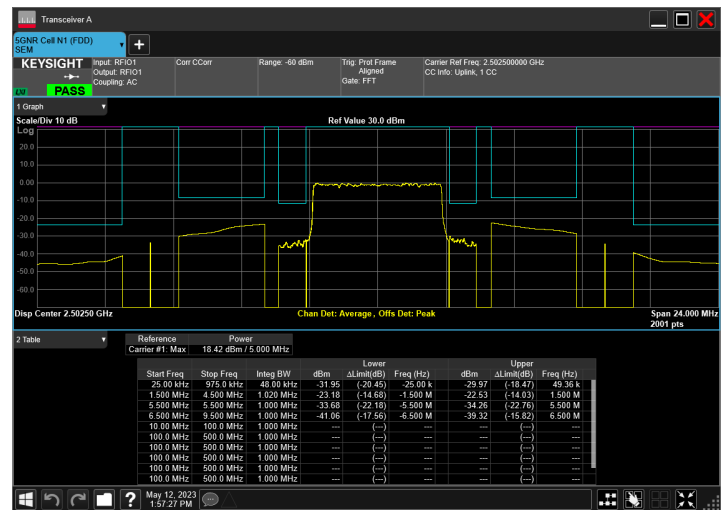 Transceiver A
5GNR Cell N1 (FDD)
SEM
KEYSIGHT
LXI
PASS
Input: RFIO1
Output: RFIO1
Coupling: AC
Corr CCorr
Range: -60 dBm
Trig: Prot Frame
Aligned
Gate: FFT
Carrier Ref Freq: 2.502500000 GHz
CC Info: Uplink, 1 CC
1 Graph
Scale/Div 10 dB
Ref Value 30.0 dBm
Log
20.0
10.0
0.00
-10.0
-20.0
-30.0
-40.0
-50.0
-60.0
Disp Center 2.50250 GHz
Chan Det: Average , Offs Det: Peak
Span 24.000 MHz
2001 pts
2 Table
Reference Power
Carrier #1: Max 18.42 dBm / 5.000 MHz
Lower Upper
Start Freq Stop Freq Integ BW dBm ΔLimit(dB) Freq (Hz) dBm ΔLimit(dB) Freq (Hz)
25.00 kHz 975.0 kHz 48.00 kHz -31.95 (-20.45) -25.00 k -29.97 (-18.47) 49.36 k
1.500 MHz 4.500 MHz 1.020 MHz -23.18 (-14.68) -1.500 M -22.53 (-14.03) 1.500 M
5.500 MHz 5.500 MHz 1.000 MHz -33.68 (-22.18) -5.500 M -34.26 (-22.76) 5.500 M
6.500 MHz 9.500 MHz 1.000 MHz -41.06 (-17.56) -6.500 M -39.32 (-15.82) 6.500 M
10.00 MHz 100.0 MHz 1.000 MHz --- (---) --- --- (---) ---
100.0 MHz 500.0 MHz 1.000 MHz --- (---) --- --- (---) ---
100.0 MHz 500.0 MHz 1.000 MHz --- (---) --- --- (---) ---
100.0 MHz 500.0 MHz 1.000 MHz --- (---) --- --- (---) ---
100.0 MHz 500.0 MHz 1.000 MHz --- (---) --- --- (---) ---
May 12, 2023
1:57:27 PM